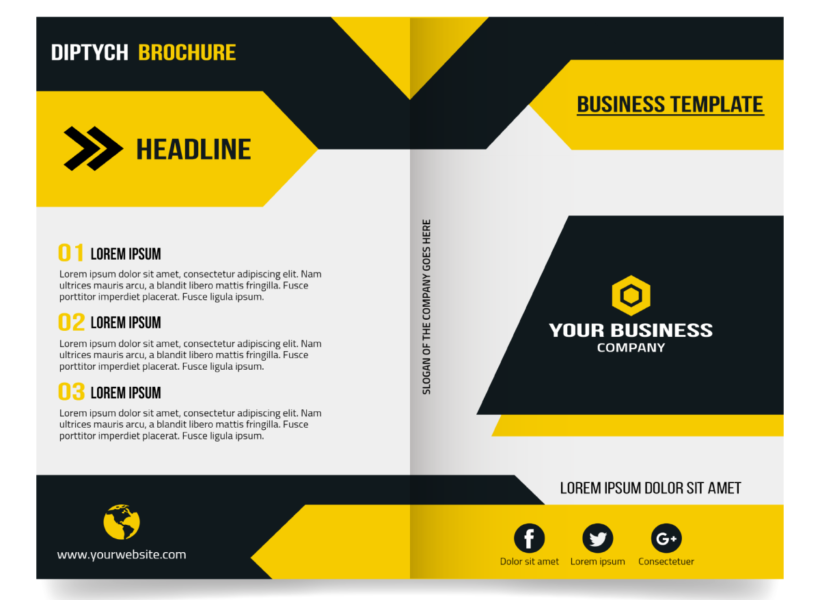 DIPTYCH BROCHURE
HEADLINE
01 LOREM IPSUM
Lorem ipsum dolor sit amet, consectetur adipiscing elit. Nam
ultrices mauris arcu, a blandit libero mattis fringilla. Fusce
porttitor imperdiet placerat. Fusce ligula ipsum.
02 LOREM IPSUM
Lorem ipsum dolor sit amet, consectetur adipiscing elit. Nam
ultrices mauris arcu, a blandit libero mattis fringilla. Fusce
porttitor imperdiet placerat. Fusce ligula ipsum.
03 LOREM IPSUM
Lorem ipsum dolor sit amet, consectetur adipiscing elit. Nam
ultrices mauris arcu, a blandit libero mattis fringilla. Fusce
porttitor imperdiet placerat. Fusce ligula ipsum.
www.yourwebsite.com
SLOGAN OF THE COMPANY GOES HERE
BUSINESS TEMPLATE
YOUR BUSINESS
COMPANY
LOREM IPSUM DOLOR SIT AMET
f G+
Dolor sit amet Lorem ipsum Consectetuer